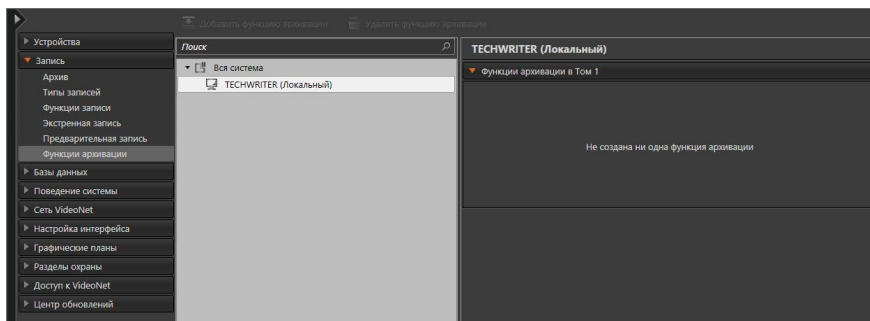 Добавить функцию архивации
Удалить функцию архивации
Устройства
Запись
Архив
Типы записей
Функции записи
Экстренная запись
Предварительная запись
Функции архивации
Базы данных
Поведение системы
Сеть VideoNet
Настройка интерфейса
Графические планы
Разделы охраны
Доступ к VideoNet
Центр обновлений
Поиск
Вся система
TECHWRITER (Локальный)
TECHWRITER (Локальный)
Функции архивации в Том 1
Не создана ни одна функция архивации